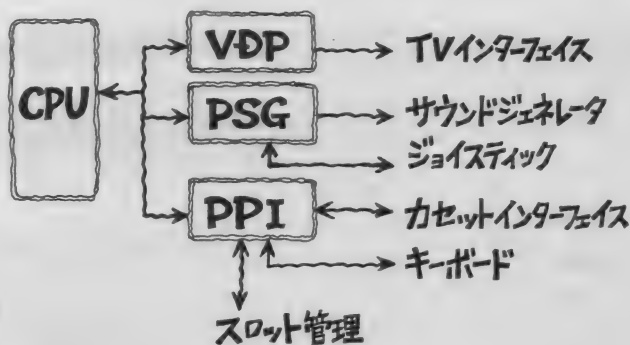 CPU
VDP
TVインターフェイス
PSG
サウンドジェネレータ
ジョイスティック
PPI
カセットインターフェイス
キーボード
スロット管理